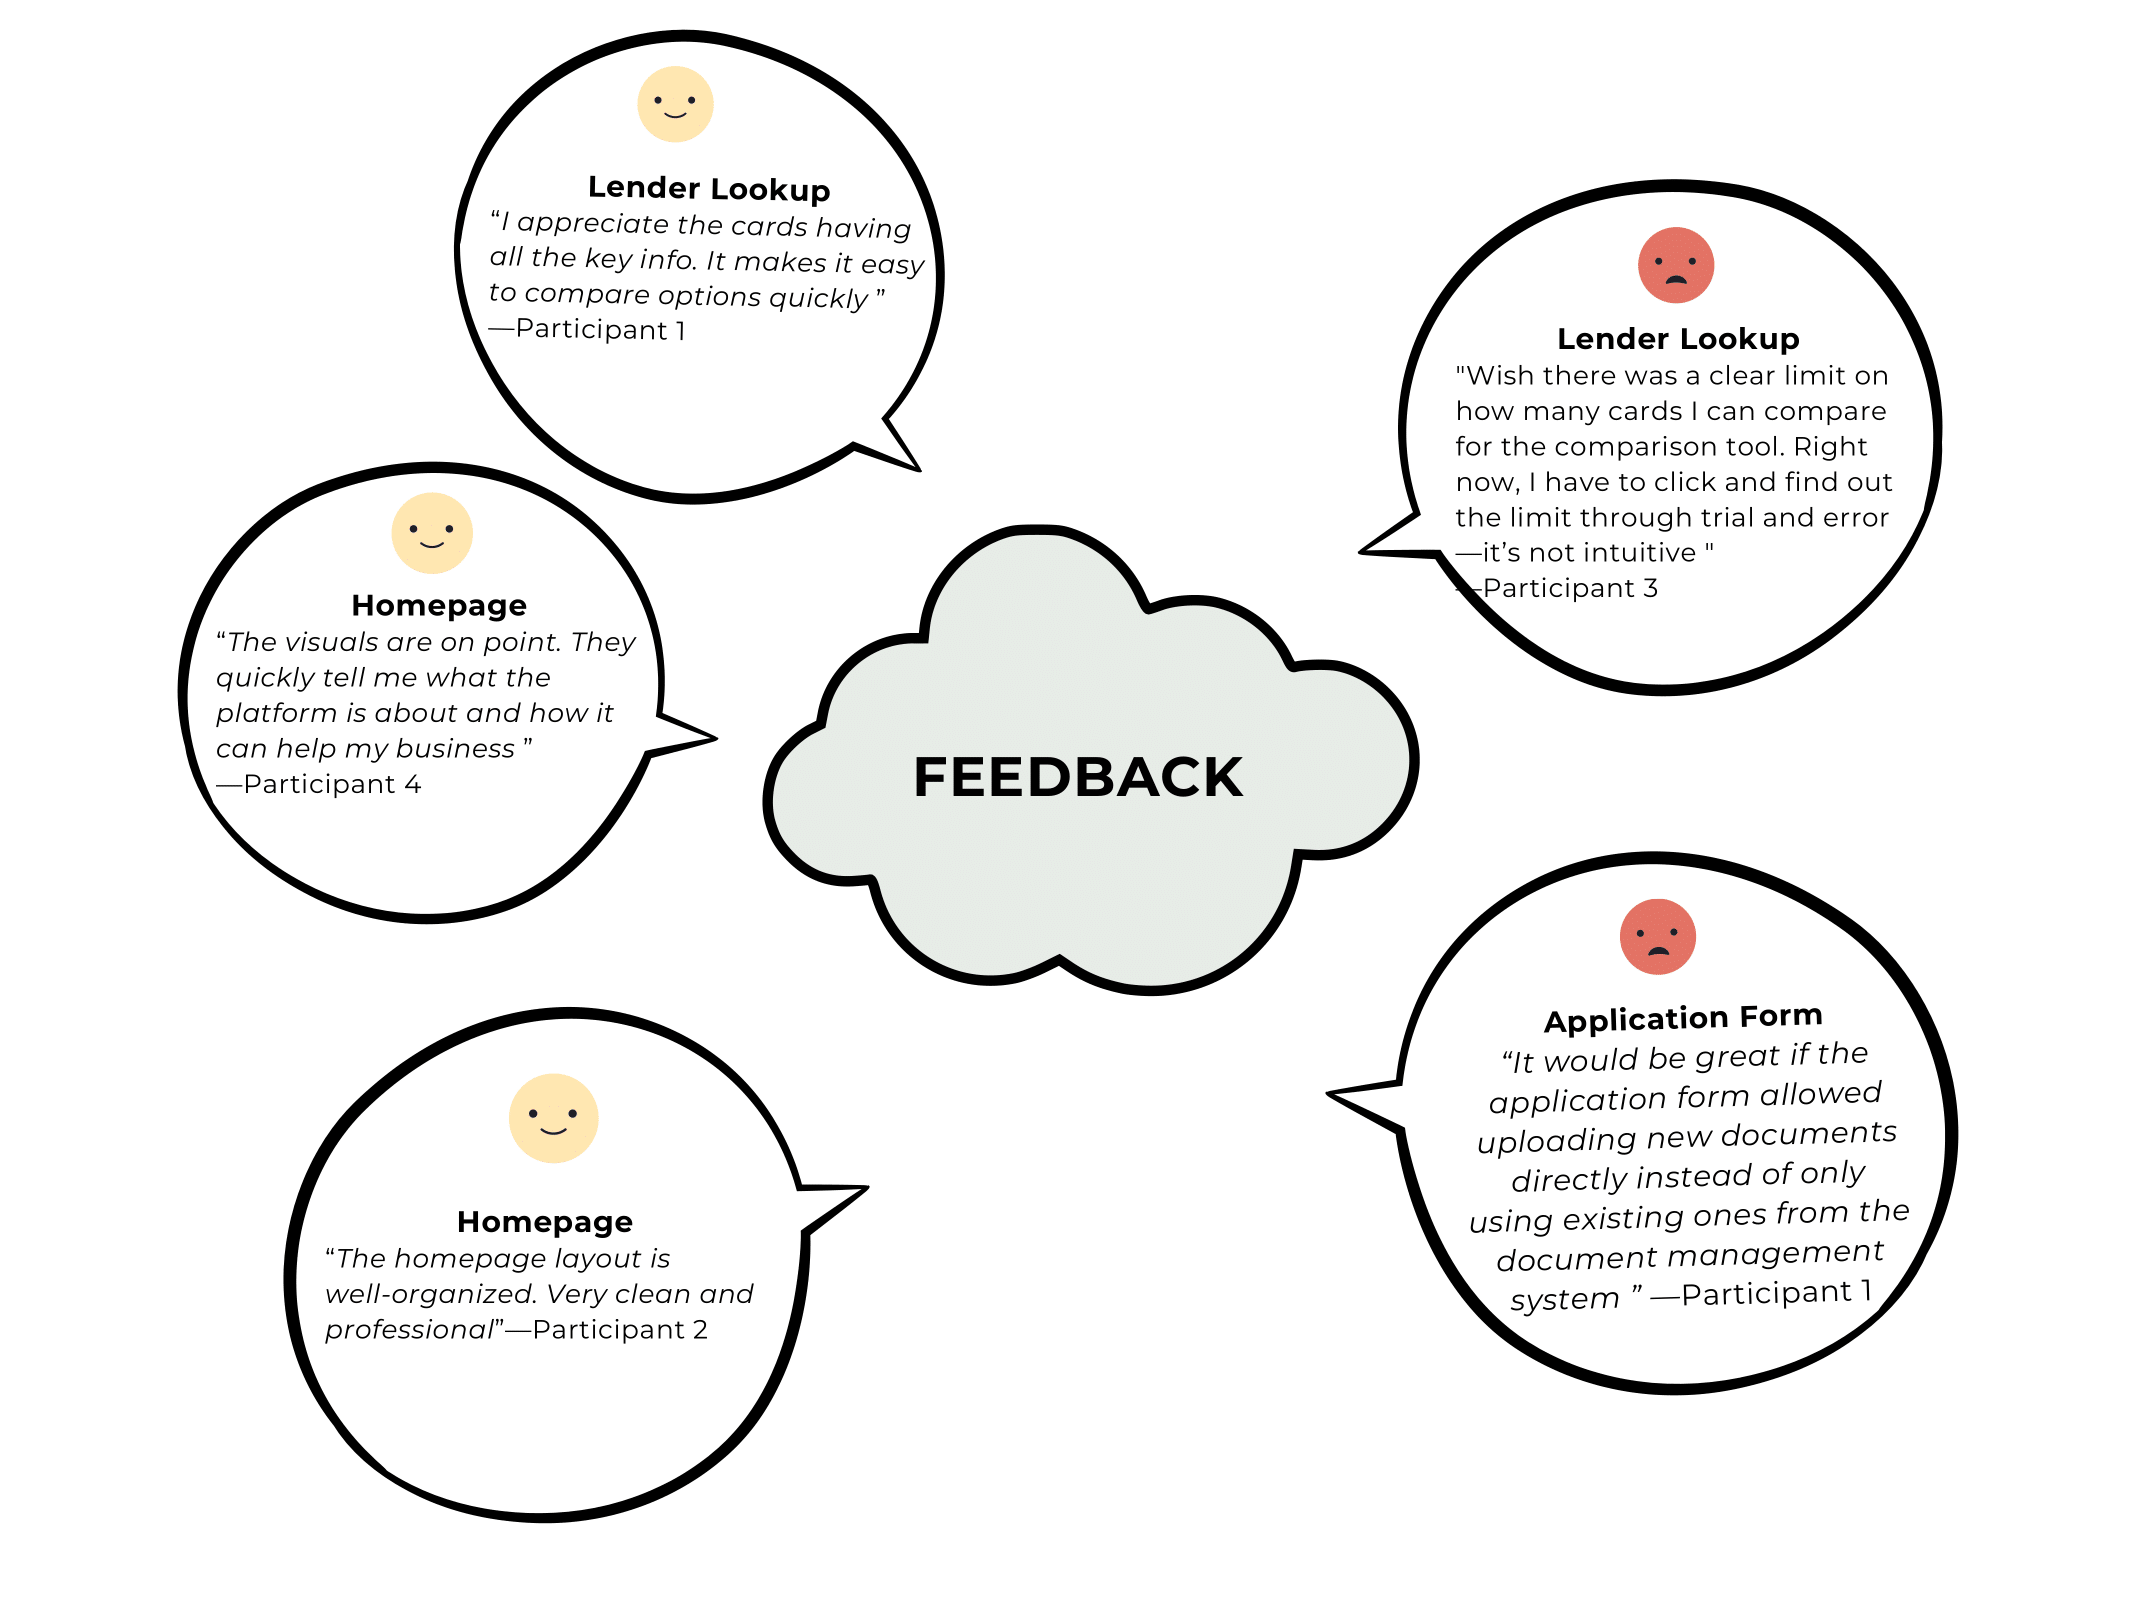 Lender Lookup
“I appreciate the cards having
all the key info. It makes it easy
to compare options quickly ”
—Participant 1
Lender Lookup
"Wish there was a clear limit on
how many cards I can compare
for the comparison tool. Right
now, I have to click and find out
the limit through trial and error
—it’s not intuitive "
—Participant 3
Homepage
“The visuals are on point. They
quickly tell me what the
platform is about and how it
can help my business ”
—Participant 4
FEEDBACK
Homepage
“The homepage layout is
well-organized. Very clean and
professional”—Participant 2
Application Form
“It would be great if the
application form allowed
uploading new documents
directly instead of only
using existing ones from the
document management
system ” —Participant 1